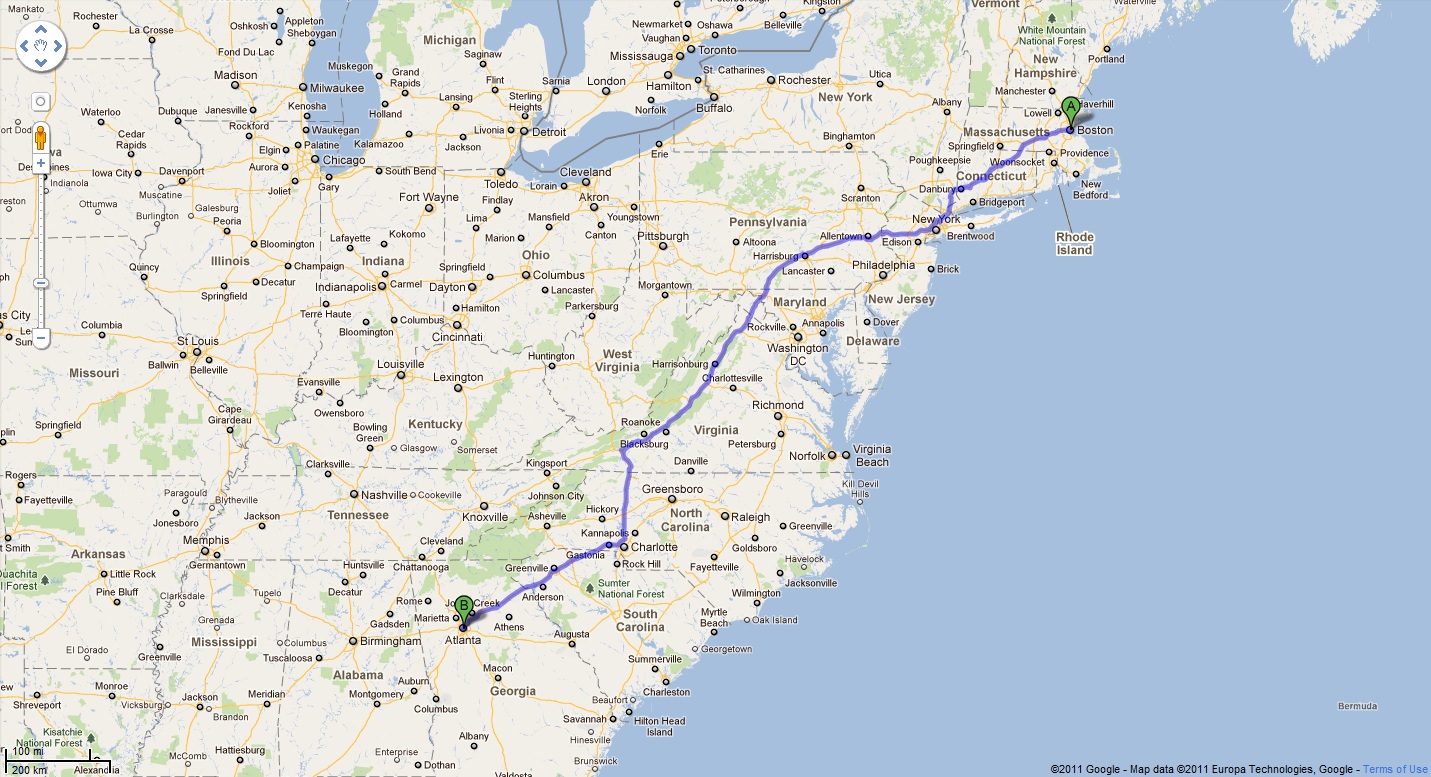 Mankato
Rochester
La Crosse
Oshkosh
Appleton
Sheboygan
Fond Du Lac
Michigan
Saginaw
Newmarket
Oshawa
Vaughan
Toronto
Mississauga
Peterborough
Belleville
Kingston
Vermont
Waterville
White Mountain
National Forest
New
Hampshire
Portland
Madison
Milwaukee
Muskegon
Grand
Rapids
Flint
Sarnia
London
Hamilton
St. Catharines
Rochester
Utica
New York
Albany
Manchester
Haverhill
Lowell
A
Boston
Waterloo
Dubuque
Janesville
Kenosha
Holland
Lansing
Sterling
Heights
Norfolk
Buffalo
Massachusetts
Springfield
Fort Dodge
Cedar
Rapids
Rockford
Waukegan
Palatine
Elgin
Chicago
Kalamazoo
Livonia
Detroit
Jackson
Erie
Binghamton
Woonsocket
Providence
Poughkeepsie
Connecticut
New
Bedford
Iowa City
Davenport
Aurora
Joliet
Gary
South Bend
Toledo
Lorain
Cleveland
Akron
Scranton
Danbury
Bridgeport
Indianola
Muscatine
Ottumwa
Burlington
Galesburg
Peoria
Fort Wayne
Findlay
Lima
Mansfield
Youngstown
Canton
Marion
Pennsylvania
New York
Brentwood
Allentown
Edison
Rhode
Island
Bloomington
Lafayette
Kokomo
Ohio
Pittsburgh
Altoona
Harrisburg
Lancaster
Philadelphia
Brick
Illinois
Champaign
Indiana
Quincy
Decatur
Springfield
Indianapolis
Carmel
Springfield
Dayton
Columbus
Lancaster
Morgantown
Maryland
New Jersey
Terre Haute
Hamilton
Parkersburg
Rockville
Annapolis
Dover
Columbia
Bloomington
Columbus
Cincinnati
Washington
DC
Delaware
St Louis
Ballwin
Belleville
Missouri
Louisville
Lexington
Huntington
West
Virginia
Harrisonburg
Charlottesville
Evansville
Owensboro
Richmond
Cape
Girardeau
Springfield
Kentucky
Bowling
Green
Glasgow
Somerset
Roanoke
Blacksburg
Virginia
Petersburg
Norfolk
Virginia
Beach
Rogers
Fayetteville
Clarksville
Kingsport
Danville
Kill Devil
Hills
Paragould
Blytheville
Nashville
Cookeville
Johnson City
Greensboro
Jonesboro
Jackson
Tennessee
Knoxville
Hickory
Asheville
North
Carolina
Raleigh
Greenville
Memphis
Germantown
Arkansas
Cleveland
Chattanooga
Kannapolis
Gastonia
Charlotte
Goldsboro
Fayetteville
Havelock
Jacksonville
Little Rock
Pine Bluff
Huntsville
Decatur
Greenville
Rock Hill
Sumter
National Forest
Anderson
Wilmington
Clarksdale
Tupelo
Rome
B
Marietta
Athens
South
Carolina
Myrtle
Beach
Oak Island
Grenada
Gadsden
Atlanta
Augusta
Georgetown
Mississippi
Columbus
Birmingham
El Dorado
Greenville
Tuscaloosa
Macon
Summerville
Alabama
Auburn
Georgia
Charleston
Monroe
Shreveport
Vicksburg
Jackson
Brandon
Meridian
Montgomery
Columbus
Beaufort
Savannah
Hilton Head
Island
Bermuda
Kisatchie
National Forest
Albany
Hinesville
100 mi
200 km
Alexandria
McComb
Hattiesburg
Enterprise
Dothan
Valdosta
Brunswick
©2011 Google - Map data ©2011 Europa Technologies, Google - Terms of Use